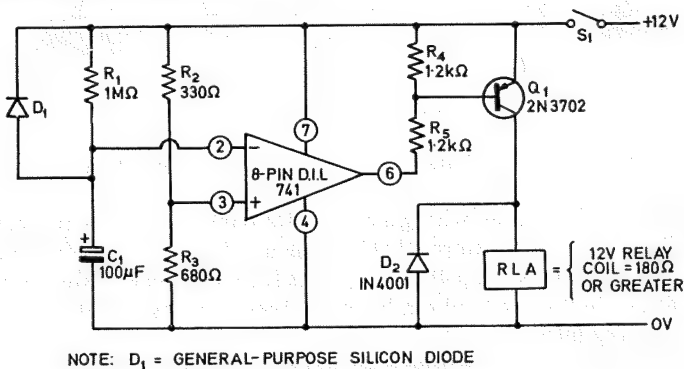 +12V
S1
D1
R1
1MΩ
R2
330Ω
R4
1·2kΩ
Q1
2N3702
7
2
−
8-PIN D.I.L
741
6
R5
1·2kΩ
3
+
4
+
C1
100µF
R3
680Ω
D2
IN4001
RLA
=
12V RELAY
COIL = 180Ω
OR GREATER
0V
NOTE: D1 = GENERAL-PURPOSE SILICON DIODE